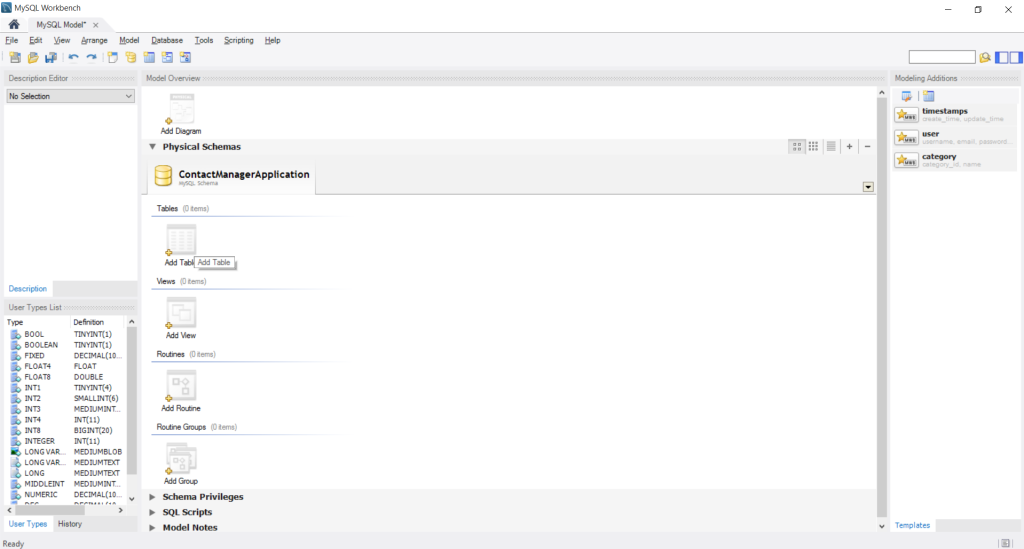 MySQL Workbench
MySQL Model* ×
File Edit View Arrange Model Database Tools Scripting Help
Description Editor
No Selection
Description
User Types List
Type Definition
BOOL TINYINT(1)
BOOLEAN TINYINT(1)
FIXED DECIMAL(10...
FLOAT4 FLOAT
FLOAT8 DOUBLE
INT1 TINYINT(4)
INT2 SMALLINT(6)
INT3 MEDIUMINT...
INT4 INT(11)
INT8 BIGINT(20)
INTEGER INT(11)
LONG VAR... MEDIUMBLOB
LONG VAR... MEDIUMTEXT
LONG MEDIUMTEXT
MIDDLEINT MEDIUMINT...
NUMERIC DECIMAL(10...
DEC DECIMAL(10...
User Types History
Model Overview
Add Diagram
Physical Schemas
ContactManagerApplication
MySQL Schema
Tables (0 items)
Add Tabl Add Table
Views (0 items)
Add View
Routines (0 items)
Add Routine
Routine Groups (0 items)
Add Group
Schema Privileges
SQL Scripts
Model Notes
Modeling Additions
timestamps
create_time, update_time
user
username, email, password...
category
category_id, name
Templates
Ready